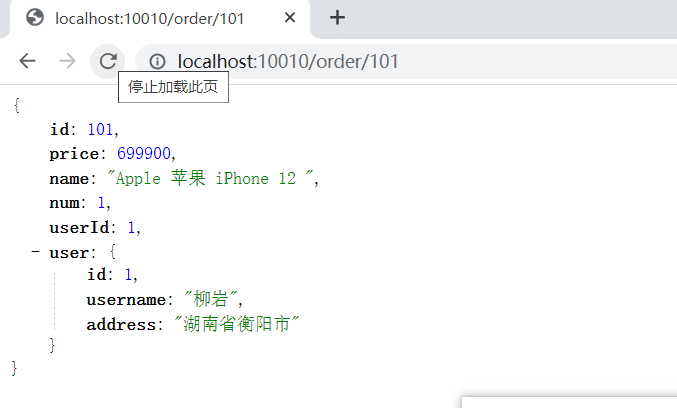 localhost:10010/order/101
localhost:10010/order/101
停止加载此页
{
id: 101,
price: 699900,
name: "Apple 苹果 iPhone 12 ",
num: 1,
userId: 1,
- user: {
id: 1,
username: "柳岩",
address: "湖南省衡阳市"
}
}